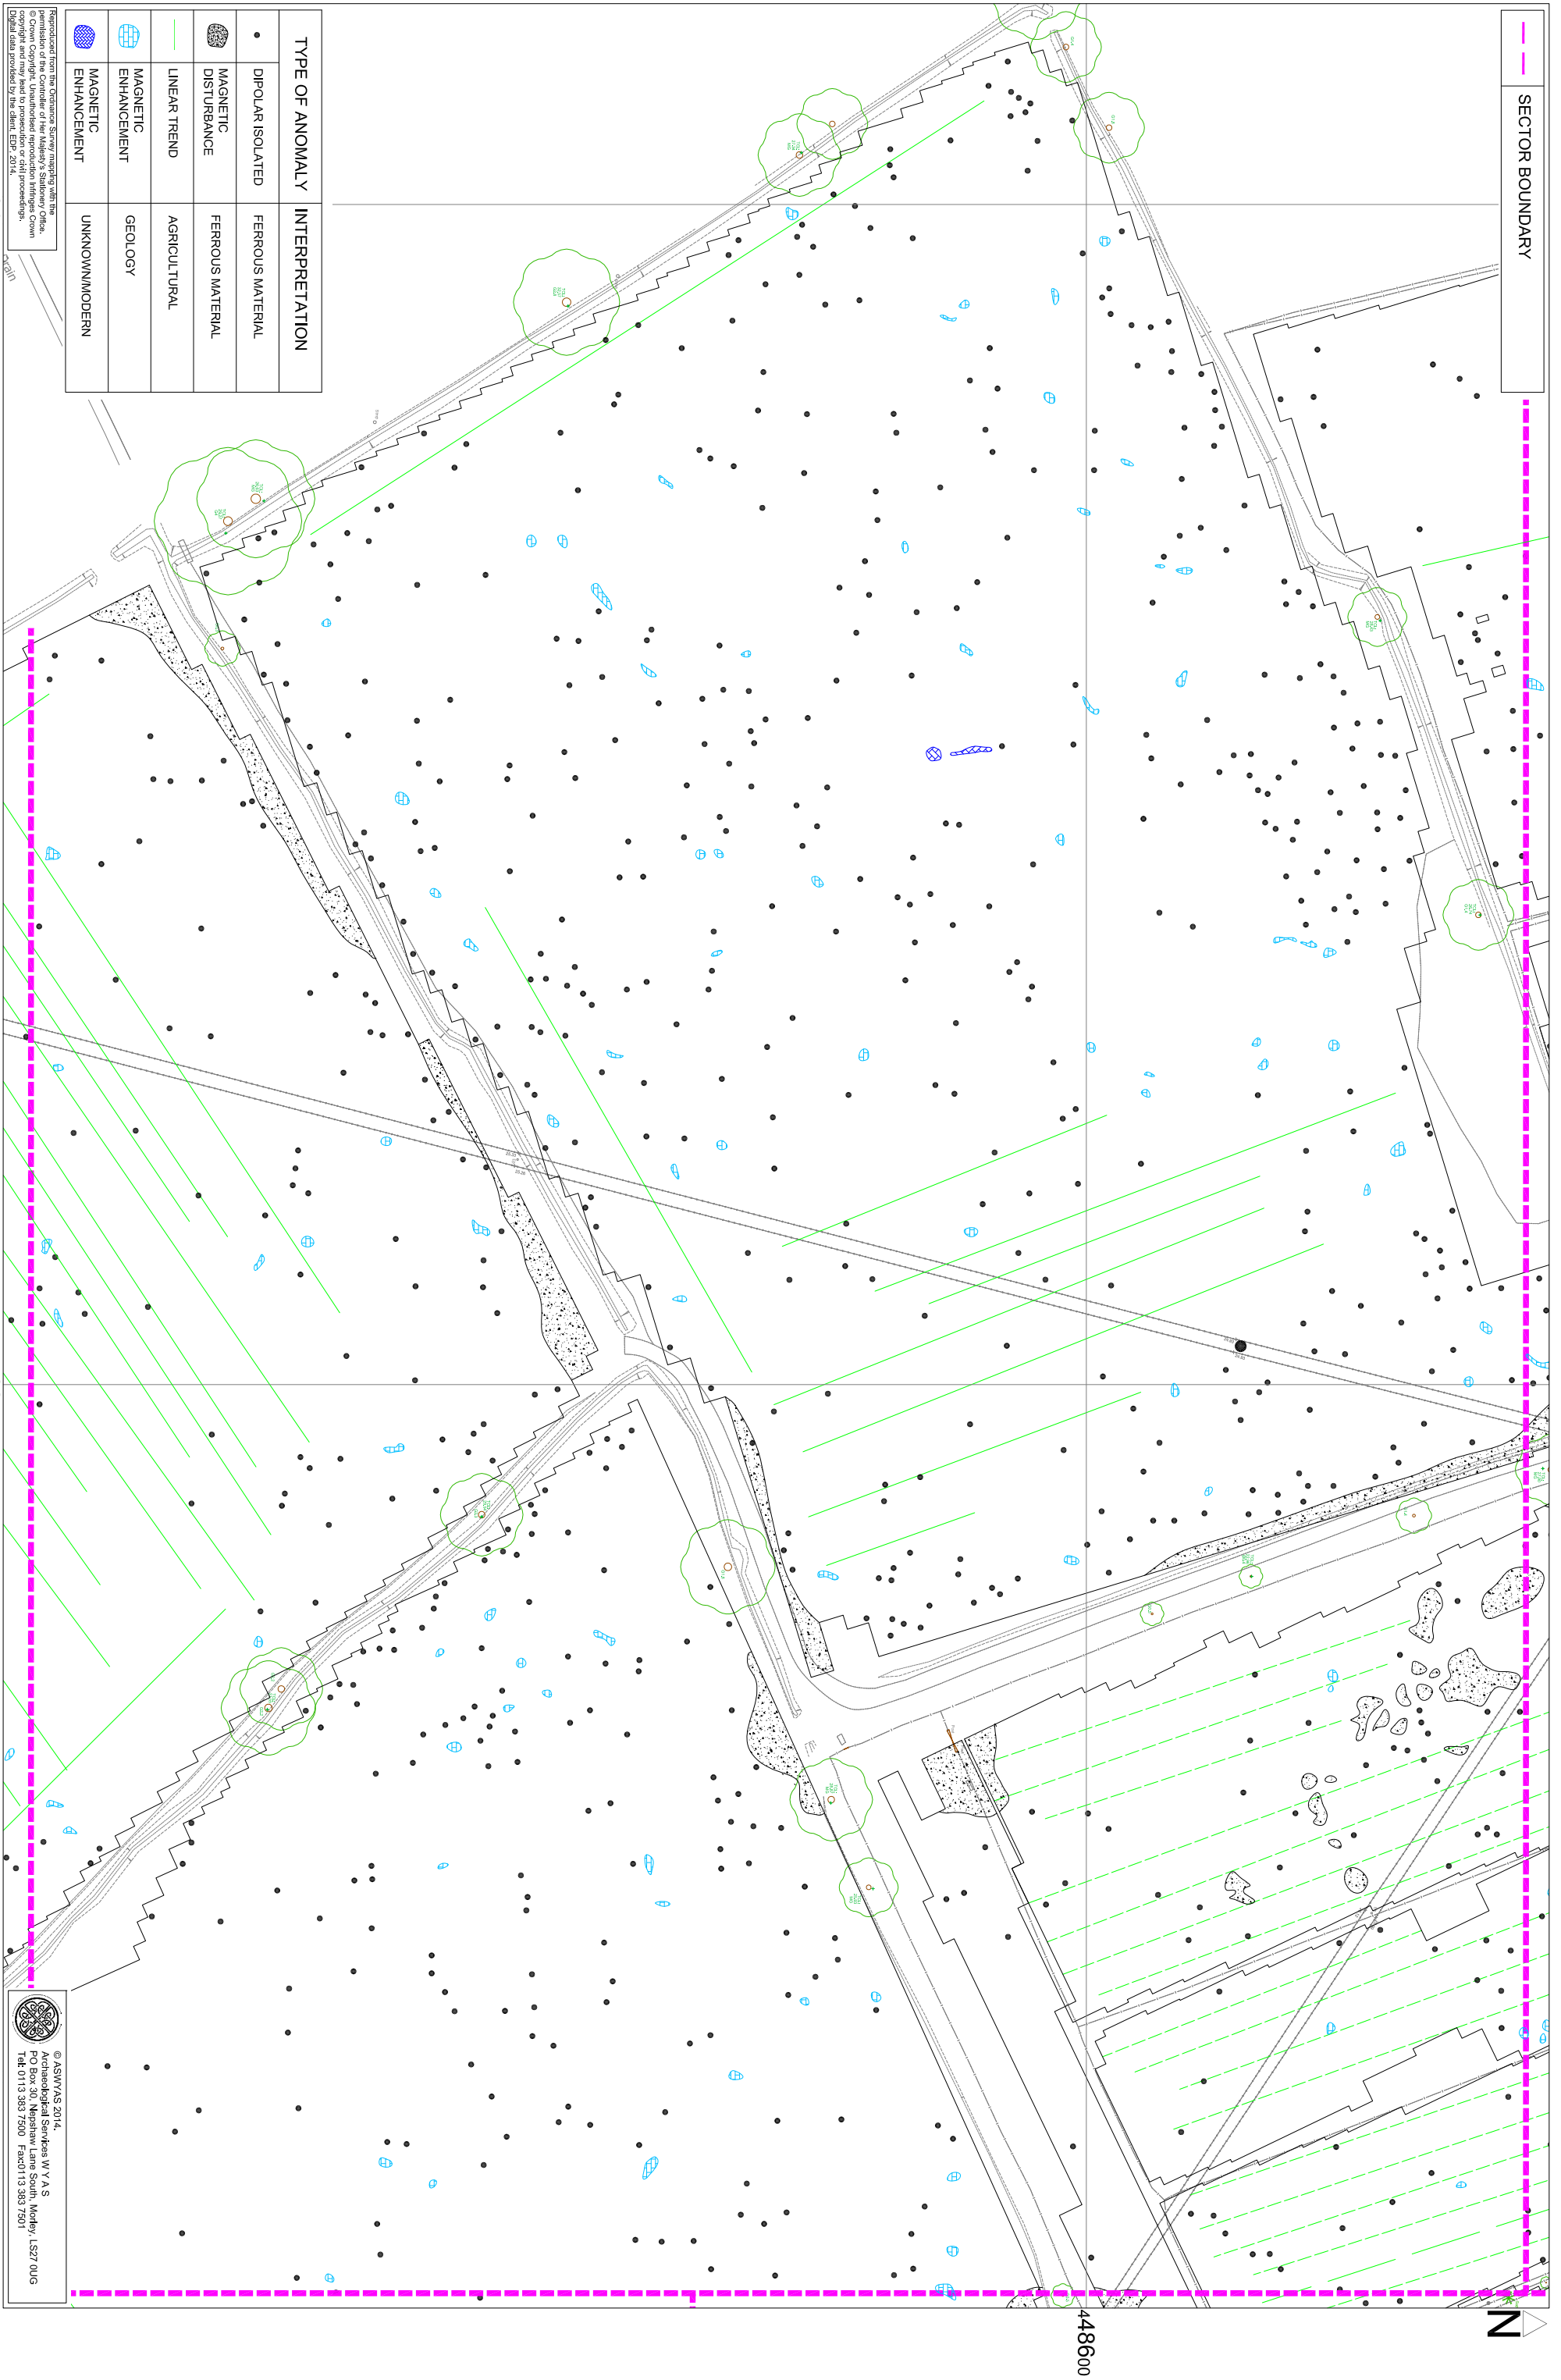 SECTOR BOUNDARY
TYPE OF ANOMALY INTERPRETATION
DIPOLAR ISOLATED FERROUS MATERIAL
MAGNETIC
DISTURBANCE
FERROUS MATERIAL
LINEAR TREND AGRICULTURAL
MAGNETIC
ENHANCEMENT
GEOLOGY
MAGNETIC
ENHANCEMENT
UNKNOWN/MODERN
Reproduced from the Ordnance Survey mapping with the
permission of the Controller of Her Majesty's Stationery Office.
© Crown Copyright. Unauthorised reproduction infringes Crown
copyright and may lead to prosecution or civil proceedings.
Digital data provided by the client, EDP, 2014.
Drain
© ASWYAS 2014.
Archaeological Services W Y A S
PO Box 30, Nepshaw Lane South, Morley, LS27 0UG
Tel: 0113 383 7500 Fax:0113 383 7501
448600
N